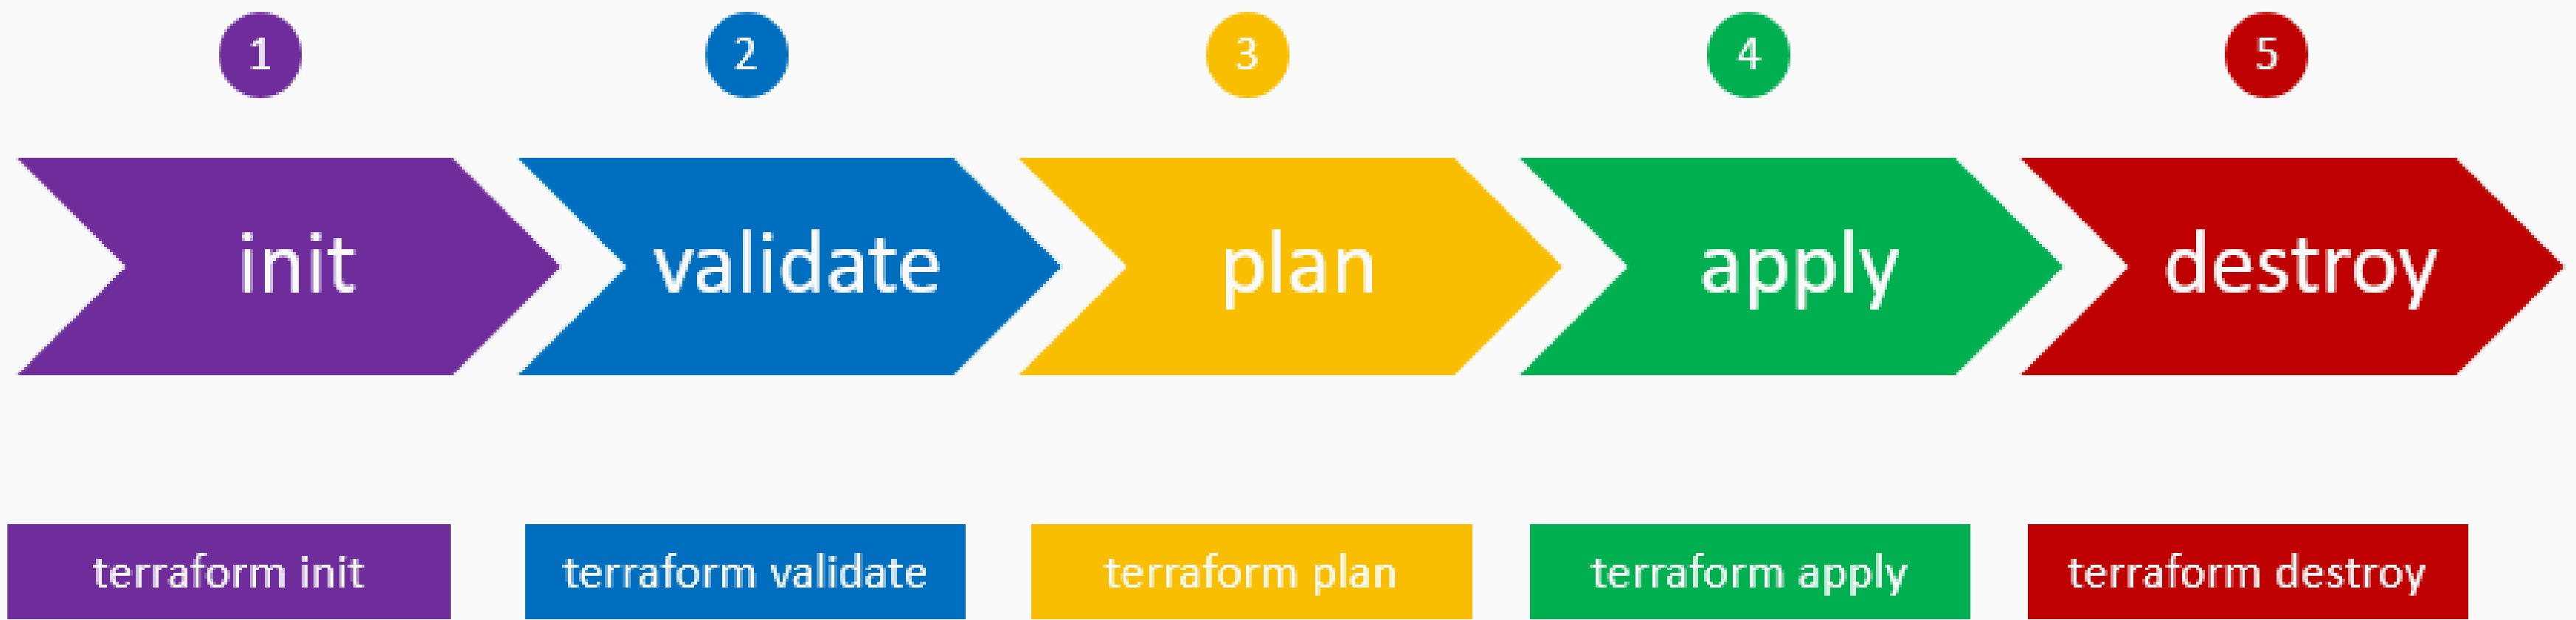 1
2
3
4
5
init
validate
plan
apply
destroy
terraform init
terraform validate
terraform plan
terraform apply
terraform destroy